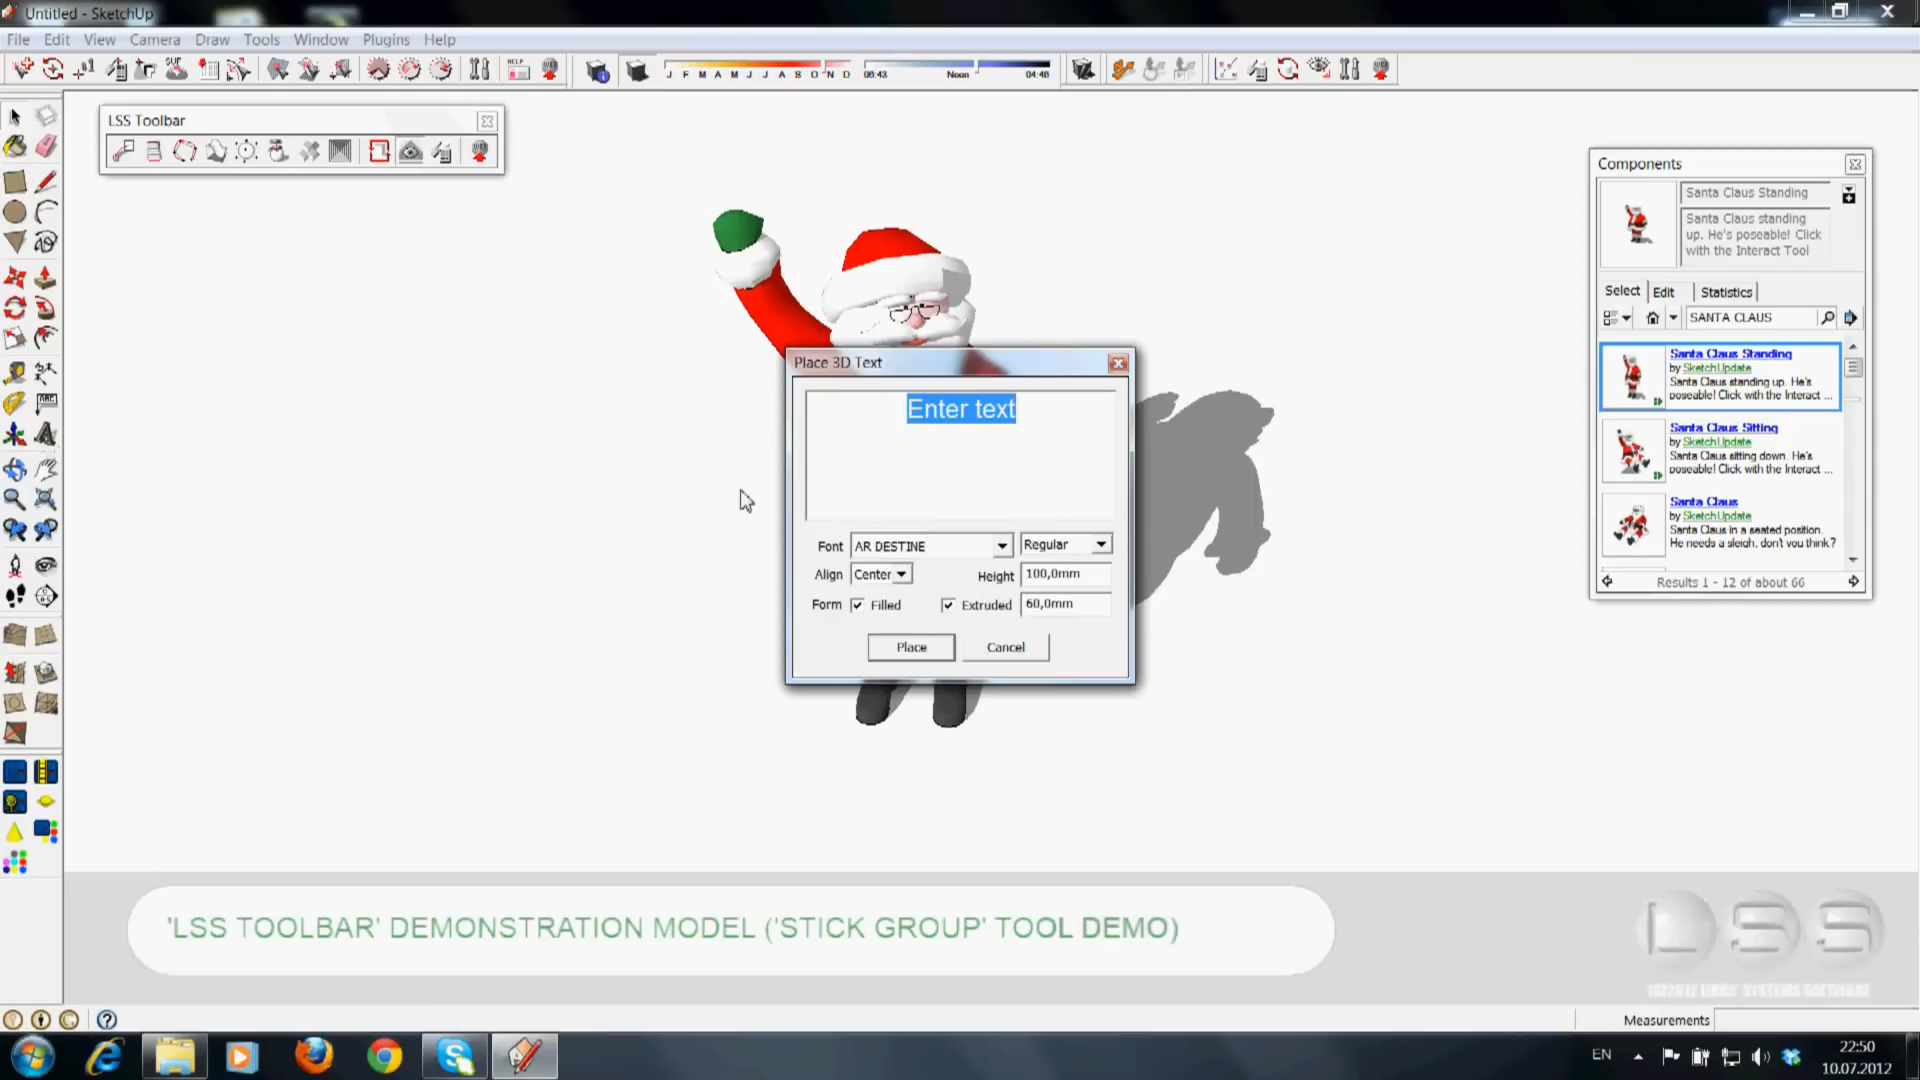 Untitled - SketchUp
File Edit View Camera Draw Tools Window Plugins Help
J F M A M J J A S O N D 06:43 Noon 04:46
LSS Toolbar
Components
Santa Claus Standing
Santa Claus standing
up. He's poseable! Click
with the Interact Tool
Select Edit Statistics
SANTA CLAUS
Santa Claus Standing
by SketchUpdate
Santa Claus standing up. He's
poseable! Click with the Interact ...
Santa Claus Sitting
by SketchUpdate
Santa Claus sitting down. He's
poseable! Click with the Interact ...
Santa Claus
by SketchUpdate
Santa Claus in a seated position.
He needs a sleigh, don't you think?
Results 1 - 12 of about 66
Place 3D Text
Enter text
Font AR DESTINE Regular
Align Center Height 100,0mm
Form Filled Extruded 60,0mm
Place Cancel
'LSS TOOLBAR' DEMONSTRATION MODEL ('STICK GROUP' TOOL DEMO)
LSS
Measurements
EN
22:50
10.07.2012